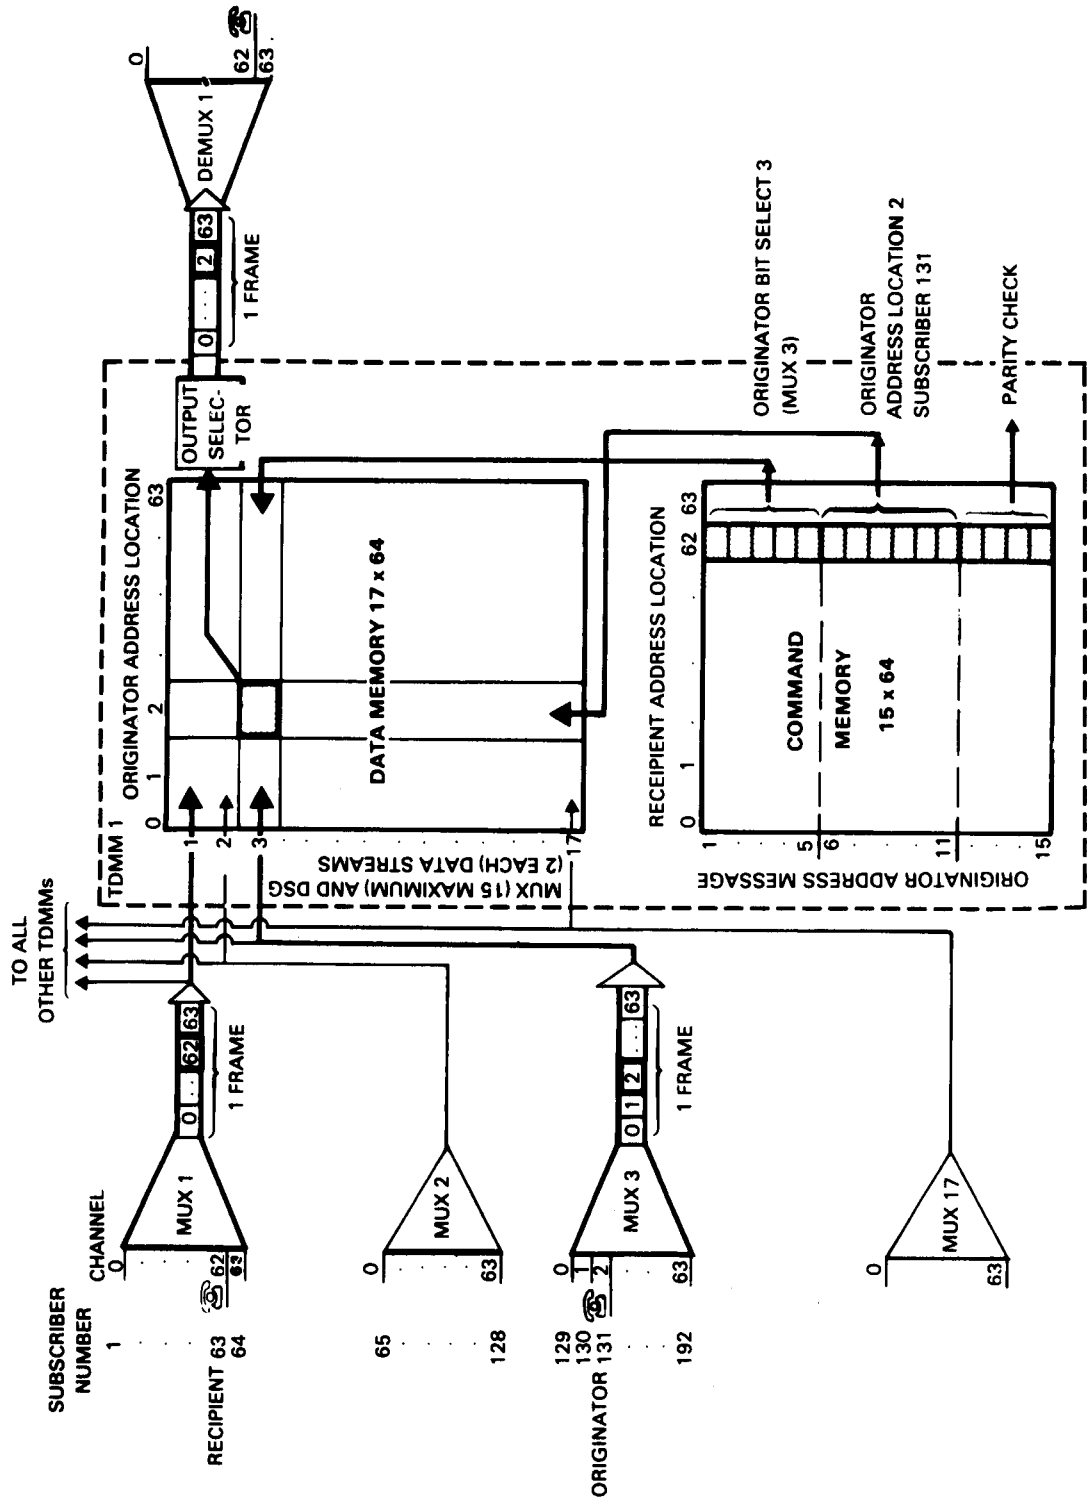 SUBSCRIBER
NUMBER
CHANNEL
1
RECIPIENT 63
64
0
62
63
MUX 1
0 . . 62 63
1 FRAME
TO ALL
OTHER TDMMs
65
128
0
63
MUX 2
129
130
ORIGINATOR 131
192
0
1
2
63
MUX 3
0 1 2 . . . 63
1 FRAME
0
63
MUX 17
TDMM 1
MUX (15 MAXIMUM) AND DSG
(2 EACH) DATA STREAMS
1
2
3
17
ORIGINATOR ADDRESS LOCATION
0 1 2 63
DATA MEMORY 17 x 64
OUTPUT
SELEC-
TOR
0 . . . 2 63
1 FRAME
DEMUX 1
0
62
63
RECEIPIENT ADDRESS LOCATION
0 1 62 63
ORIGINATOR ADDRESS MESSAGE
1
5
6
11
15
COMMAND
MEMORY
15 x 64
ORIGINATOR BIT SELECT 3
(MUX 3)
ORIGINATOR
ADDRESS LOCATION 2
SUBSCRIBER 131
PARITY CHECK